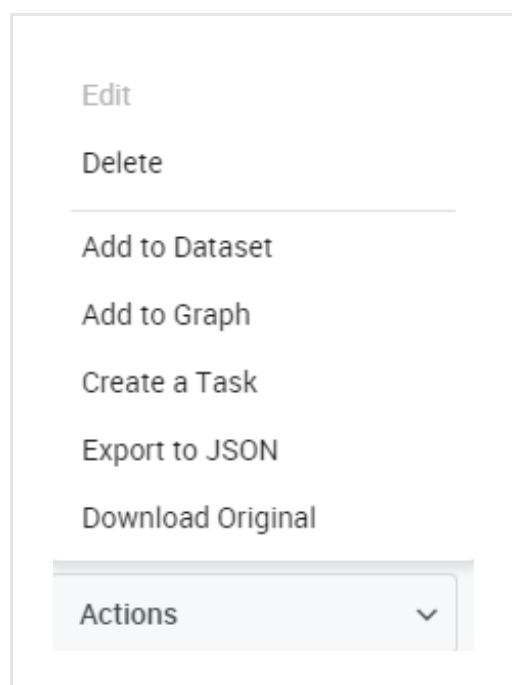 Edit
Delete
Add to Dataset
Add to Graph
Create a Task
Export to JSON
Download Original
Actions